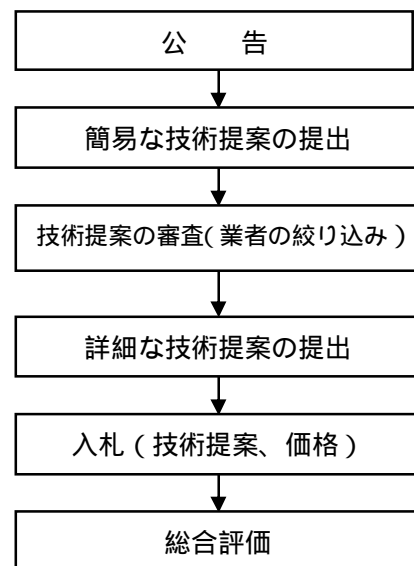 公　　告
簡易な技術提案の提出
技術提案の審査(業者の絞り込み)
詳細な技術提案の提出
入札(技術提案、価格)
総合評価